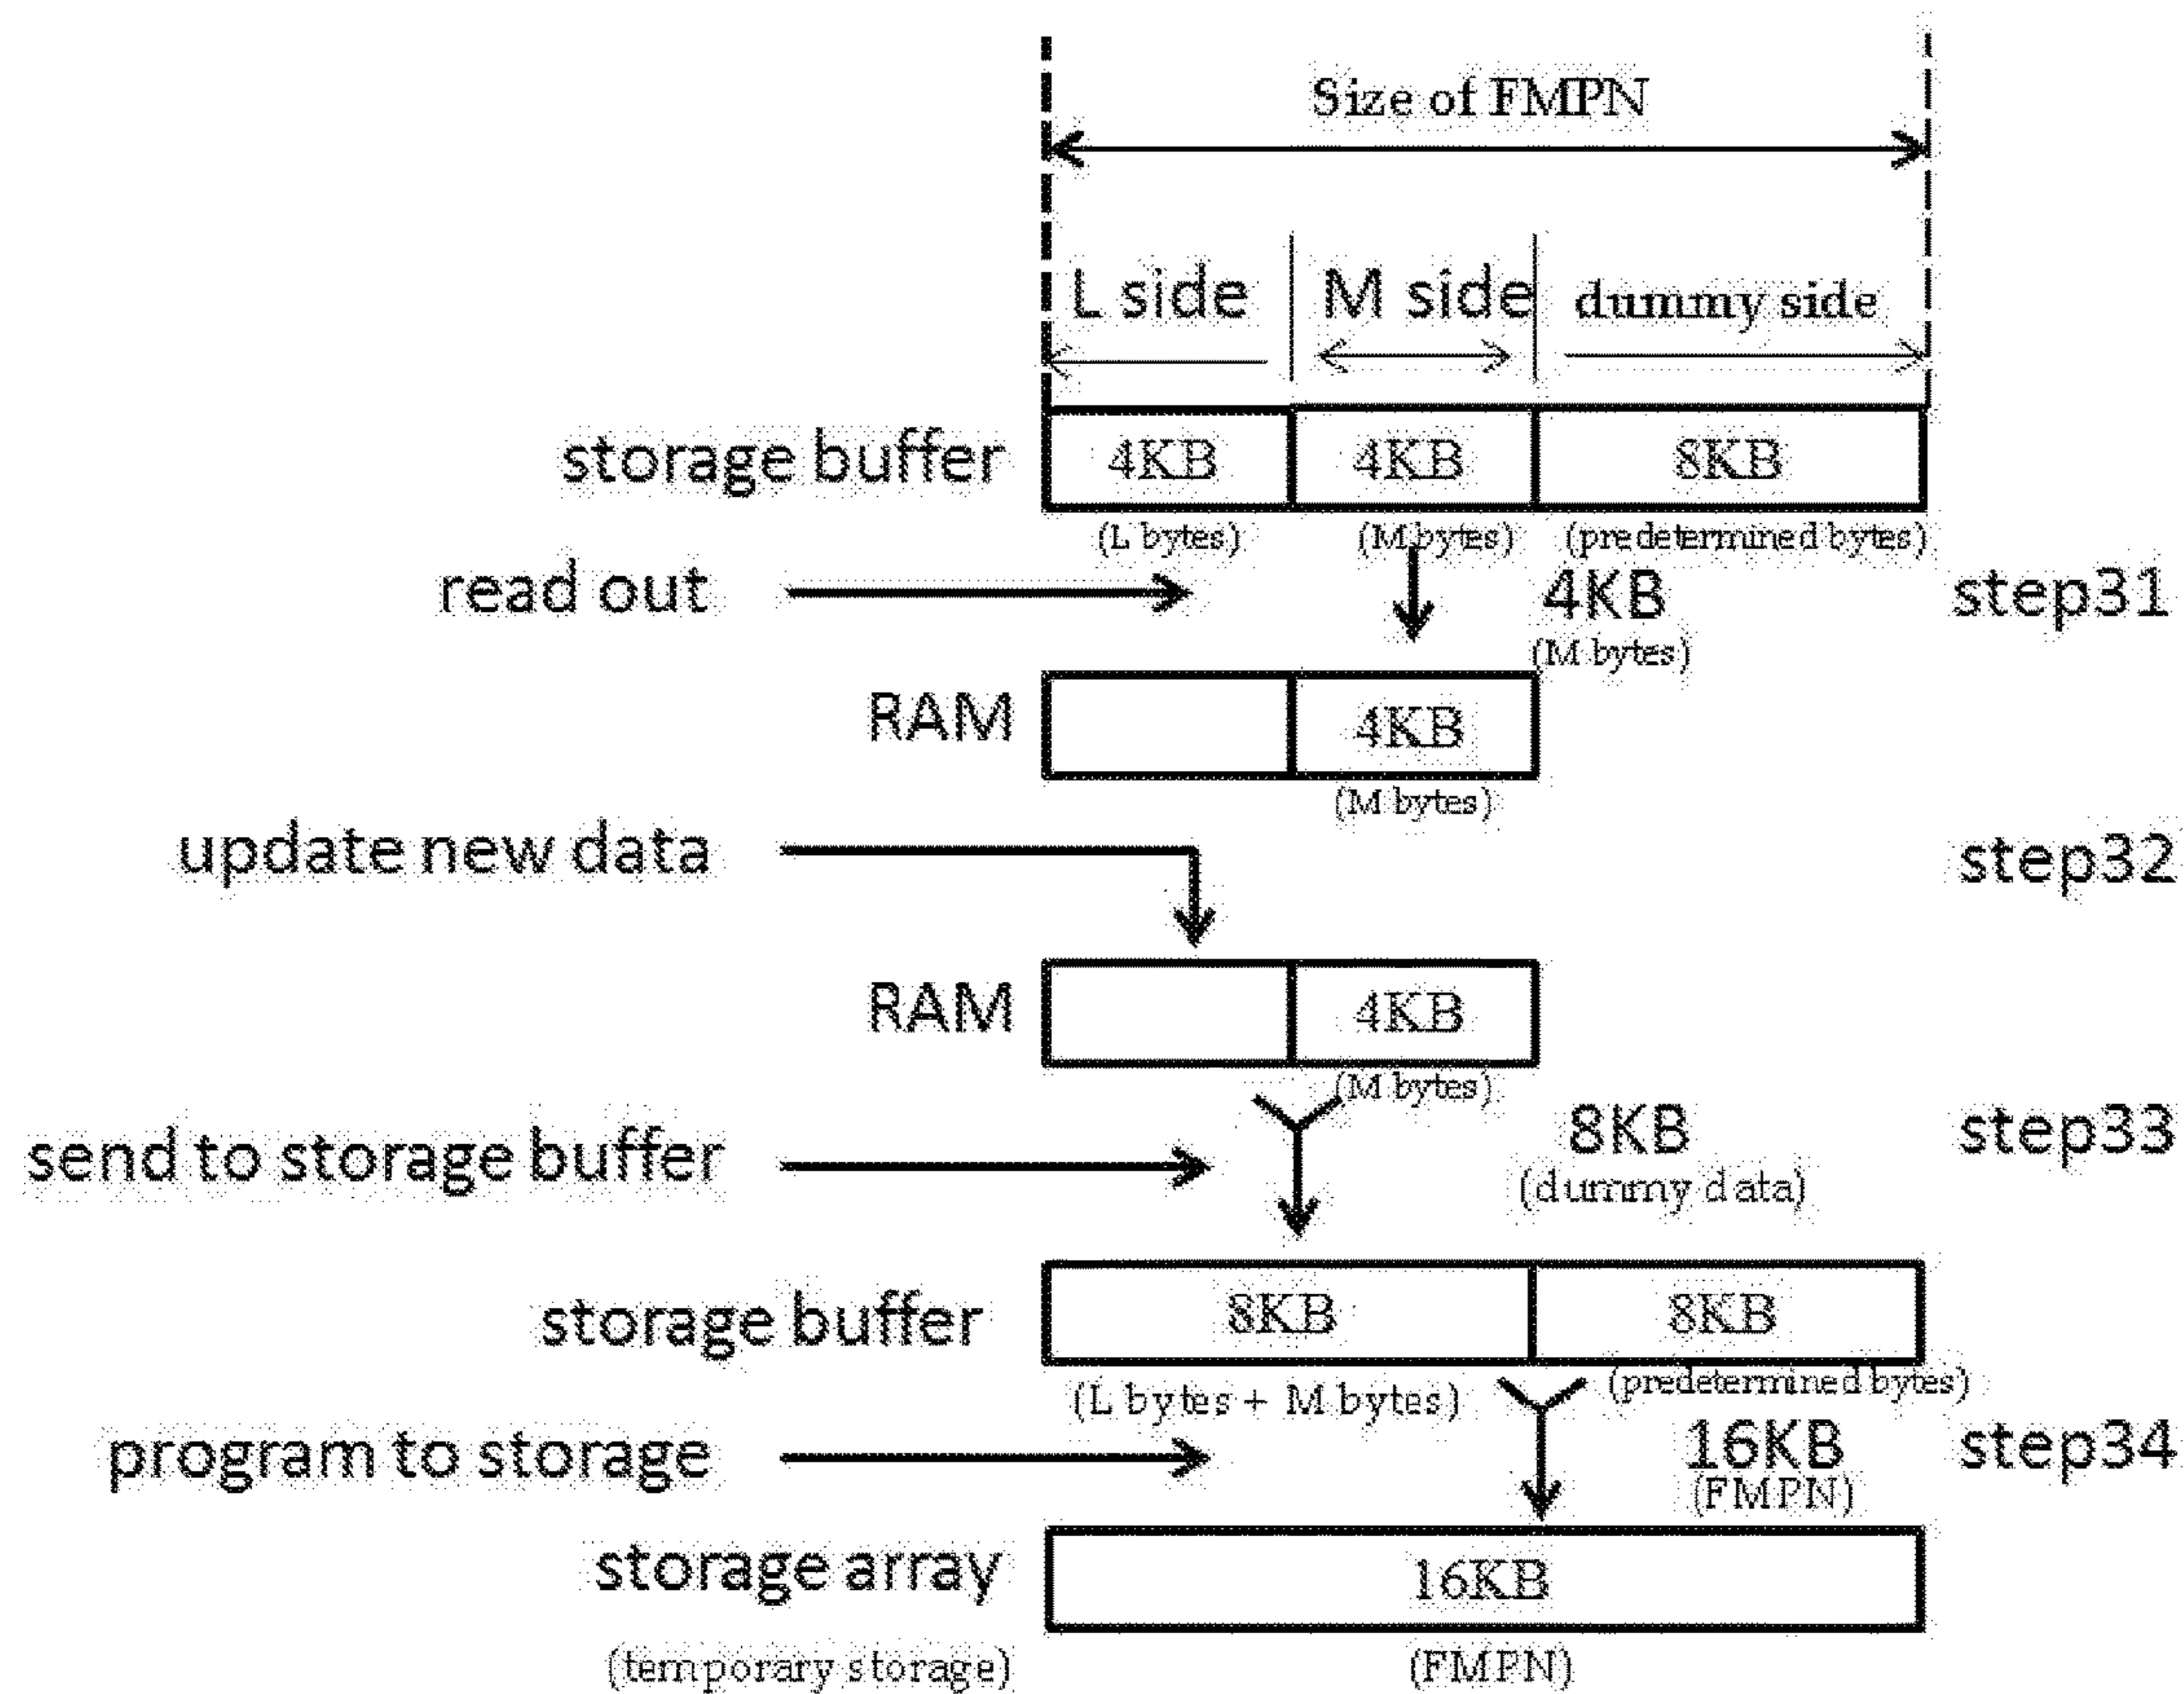 Size of FMPN
L side M side dummy side
storage buffer 4KB 4KB 8KB
(L bytes) (M bytes) (predetermined bytes)
read out 4KB step31
(M bytes)
RAM 4KB
(M bytes)
update new data step32
RAM 4KB
(M bytes)
send to storage buffer 8KB step33
(dummy data)
storage buffer 8KB 8KB
(L bytes + M bytes) (predetermined bytes)
program to storage 16KB step34
(FMPN)
storage array 16KB
(temporary storage) (FMPN)